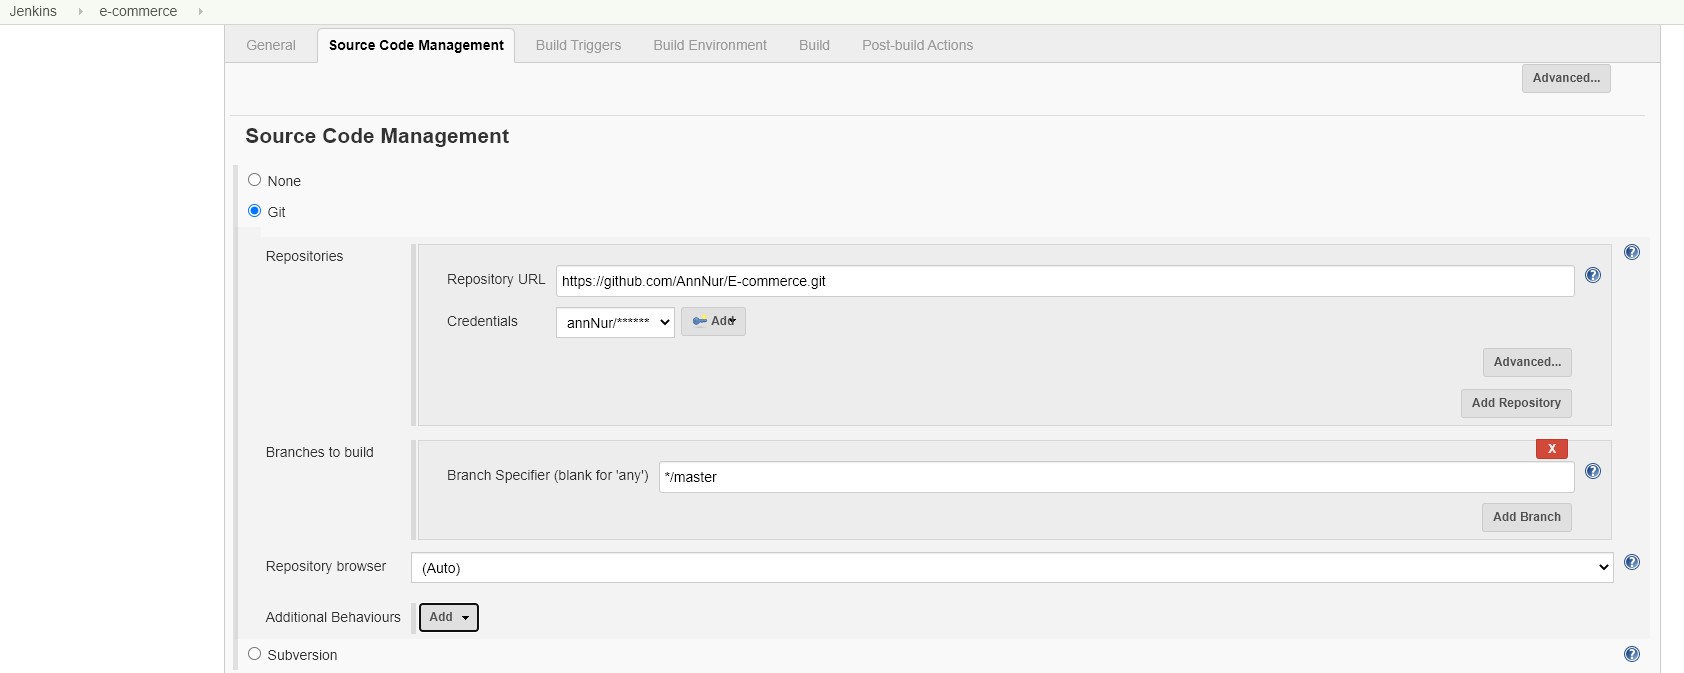 Jenkins e-commerce
General Source Code Management Build Triggers Build Environment Build Post-build Actions
Advanced...
Source Code Management
None
Git
Repositories
Repository URL https://github.com/AnnNur/E-commerce.git
Credentials annNur/****** Add
Advanced...
Add Repository
Branches to build
X
Branch Specifier (blank for 'any') */master
Add Branch
Repository browser (Auto)
Additional Behaviours Add
Subversion